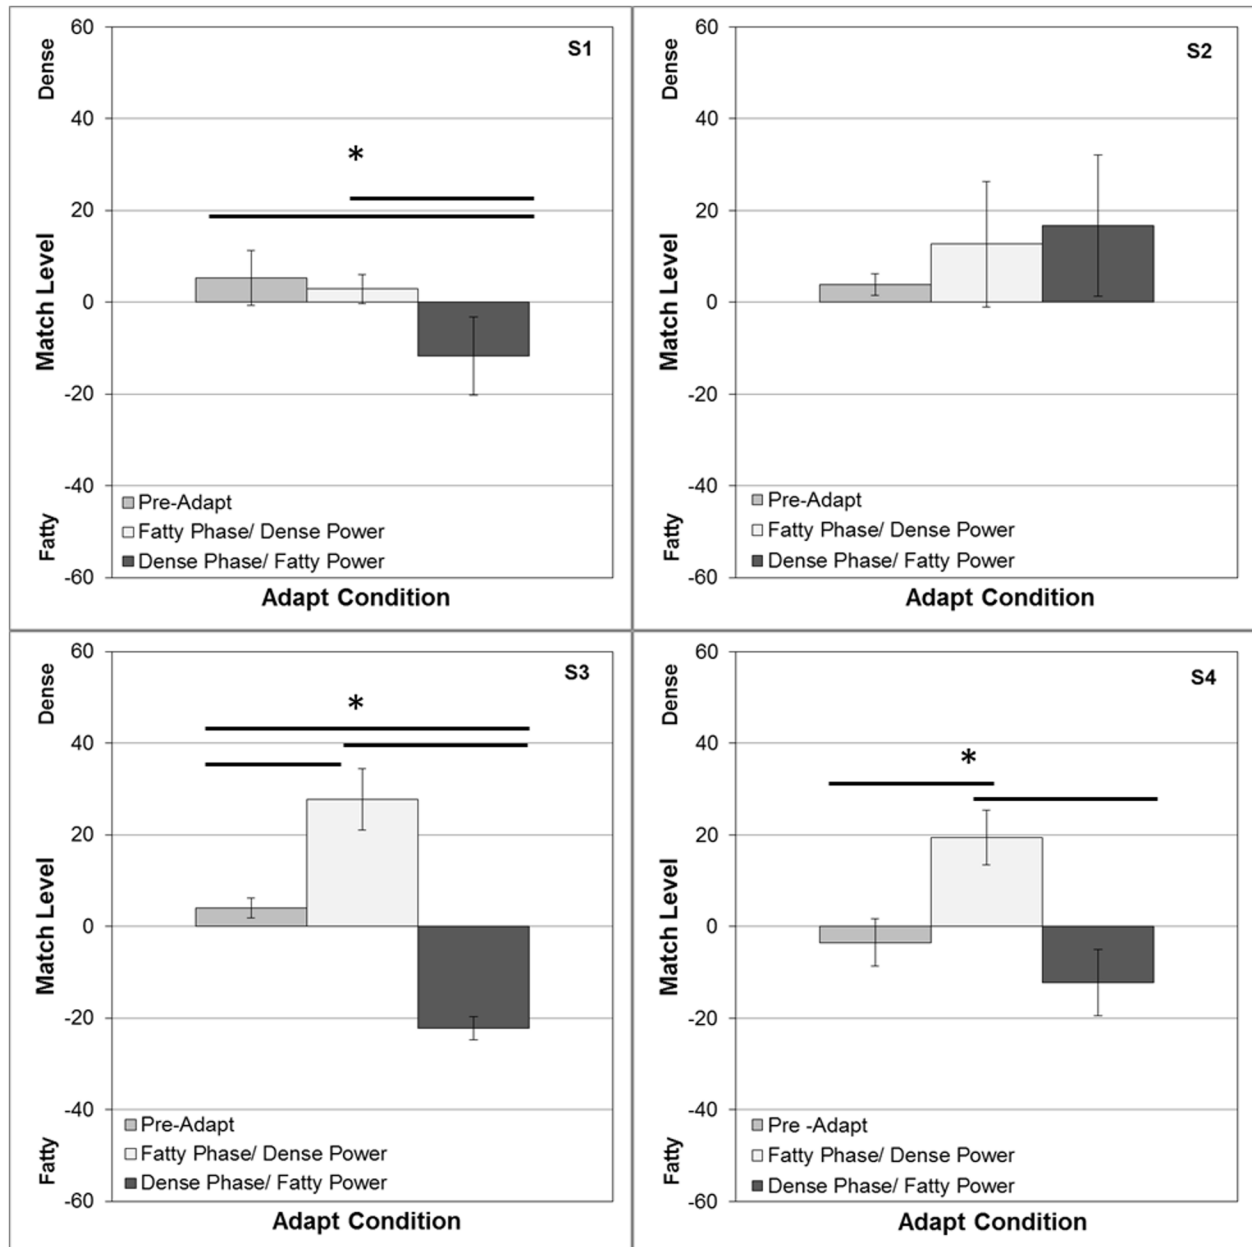 S1
60
40
20
0
-20
-40
-60
Dense
Match Level
Fatty
*
Pre-Adapt
Fatty Phase/ Dense Power
Dense Phase/ Fatty Power
Adapt Condition
S2
60
40
20
0
-20
-40
-60
Dense
Match Level
Fatty
Pre-Adapt
Fatty Phase/ Dense Power
Dense Phase/ Fatty Power
Adapt Condition
S3
60
40
20
0
-20
-40
-60
Dense
Match Level
Fatty
*
Pre-Adapt
Fatty Phase/ Dense Power
Dense Phase/ Fatty Power
Adapt Condition
S4
60
40
20
0
-20
-40
-60
Dense
Match Level
Fatty
*
Pre -Adapt
Fatty Phase/ Dense Power
Dense Phase/ Fatty Power
Adapt Condition